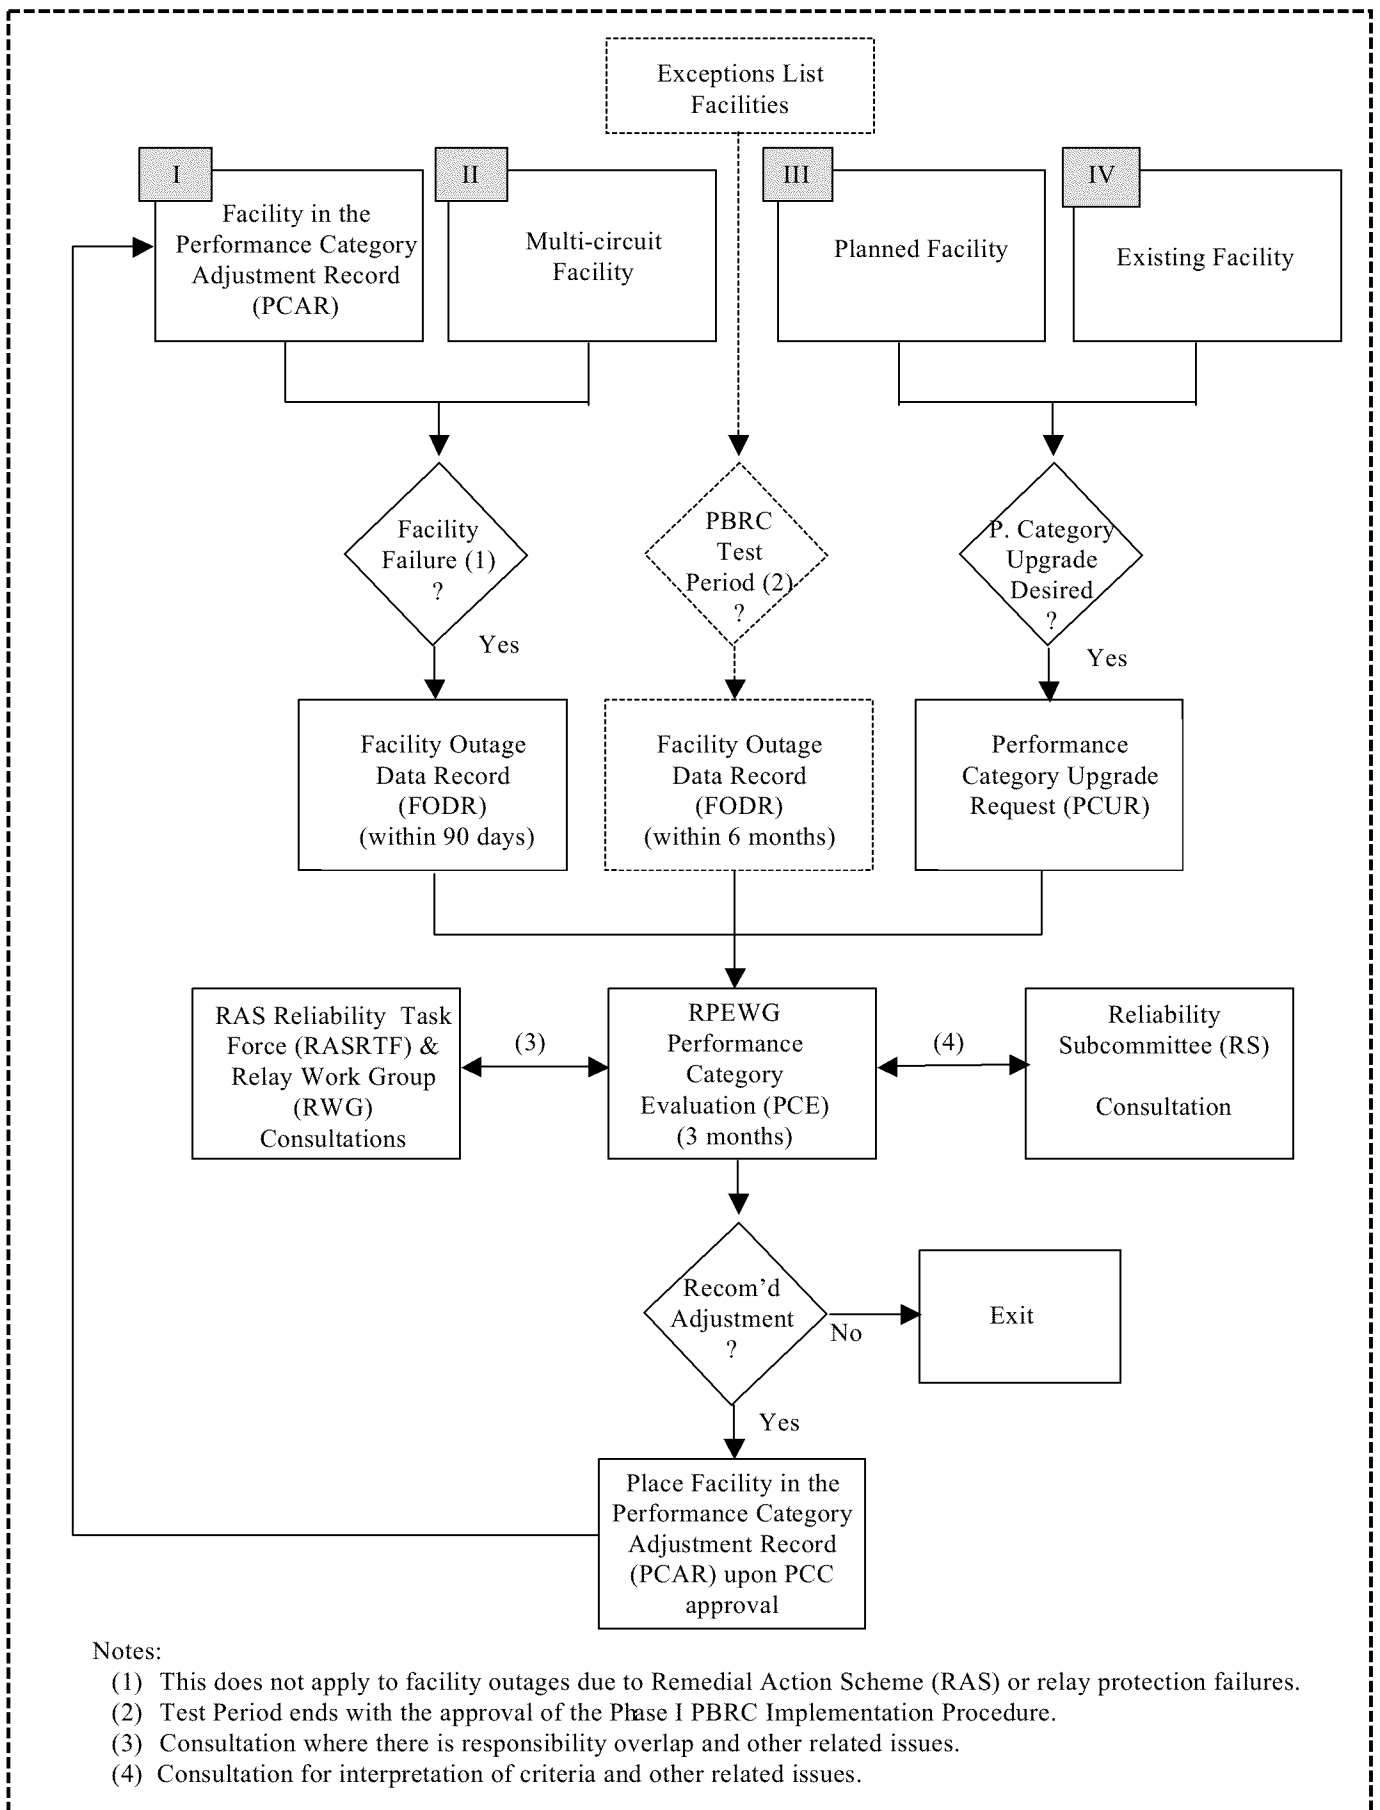 Exceptions List
Facilities
I
Facility in the
Performance Category
Adjustment Record
(PCAR)
II
Multi-circuit
Facility
III
Planned Facility
IV
Existing Facility
Facility
Failure (1)
?
Yes
PBRC
Test
Period (2)
?
P. Category
Upgrade
Desired
?
Yes
Facility Outage
Data Record
(FODR)
(within 90 days)
Facility Outage
Data Record
(FODR)
(within 6 months)
Performance
Category Upgrade
Request (PCUR)
RAS Reliability Task
Force (RASRTF) &
Relay Work Group
(RWG)
Consultations
(3)
RPEWG
Performance
Category
Evaluation (PCE)
(3 months)
(4)
Reliability
Subcommittee (RS)
Consultation
Recom'd
Adjustment
?
No
Exit
Yes
Place Facility in the
Performance Category
Adjustment Record
(PCAR) upon PCC
approval
Notes:
(1) This does not apply to facility outages due to Remedial Action Scheme (RAS) or relay protection failures.
(2) Test Period ends with the approval of the Phase I PBRC Implementation Procedure.
(3) Consultation where there is responsibility overlap and other related issues.
(4) Consultation for interpretation of criteria and other related issues.